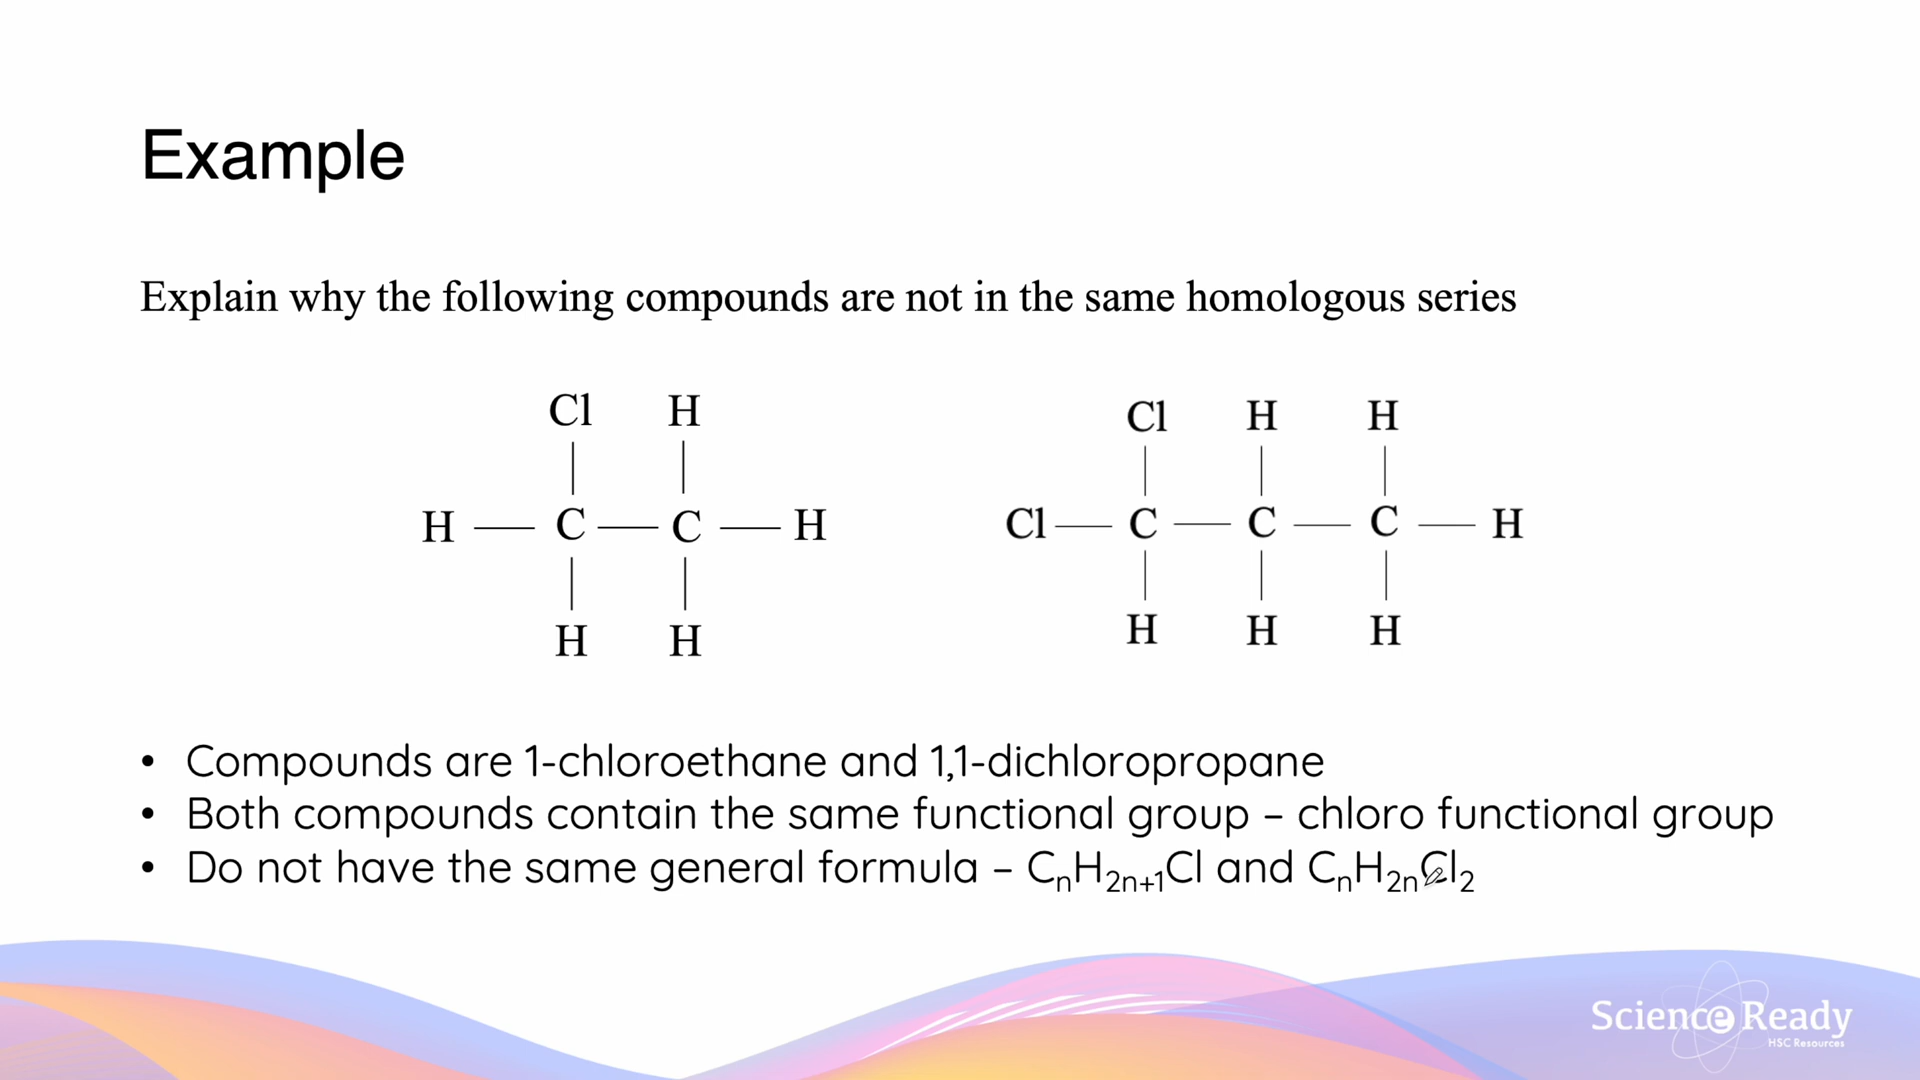 Example
Explain why the following compounds are not in the same homologous series
Cl H
H C C H
H H
Cl H H
Cl C C C H
H H H
• Compounds are 1-chloroethane and 1,1-dichloropropane
• Both compounds contain the same functional group – chloro functional group
• Do not have the same general formula – CₙH₂ₙ₊₁Cl and CₙH₂ₙCl₂
Science Ready
HSC Resources